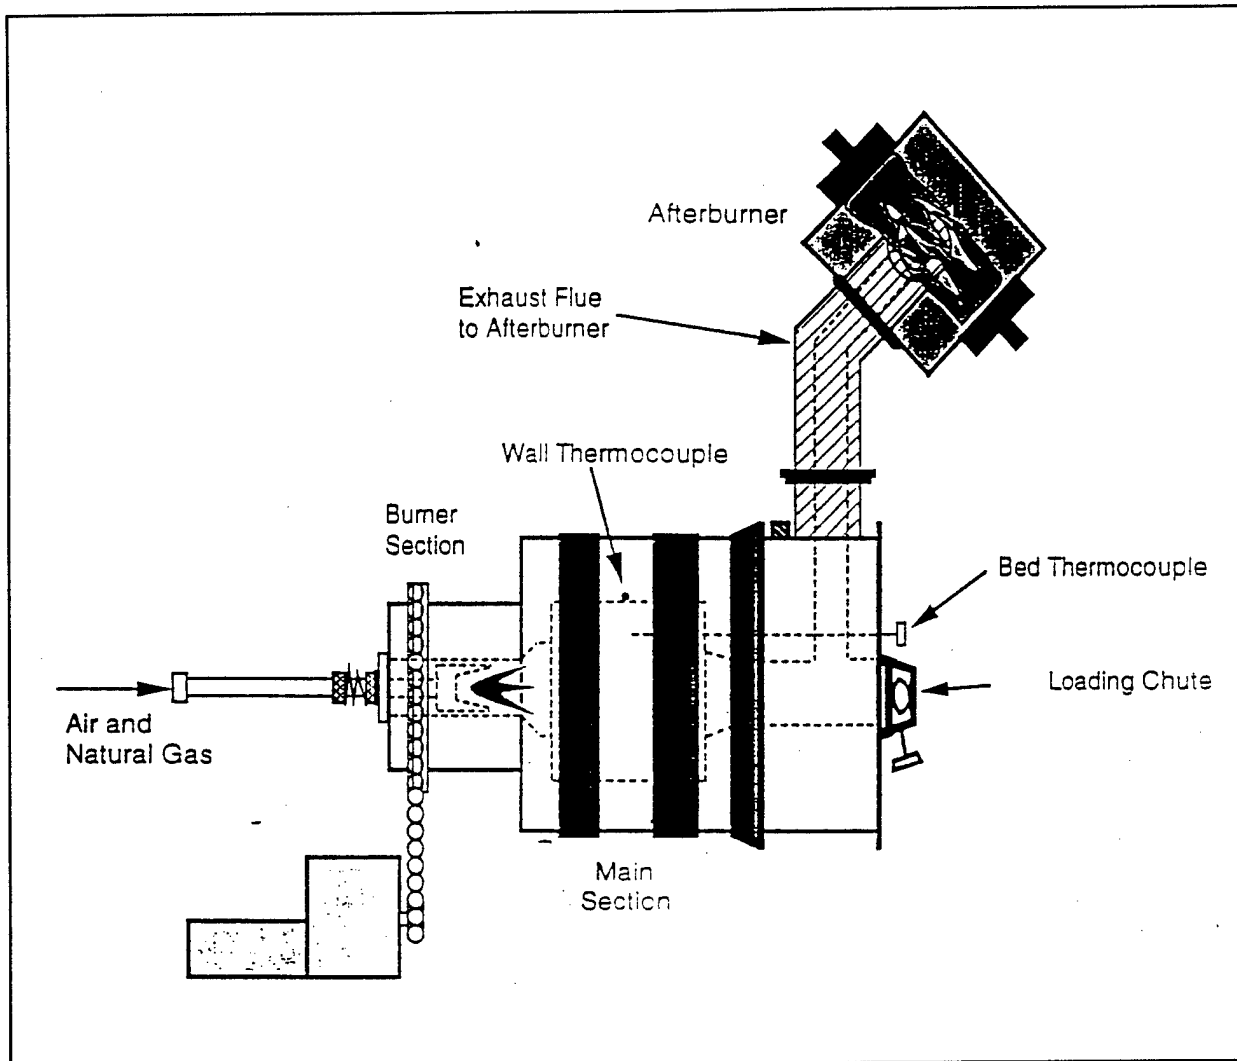 Afterburner
Exhaust Flue
to Afterburner
Wall Thermocouple
Burner
Section
Bed Thermocouple
Loading Chute
Air and
Natural Gas
Main
Section